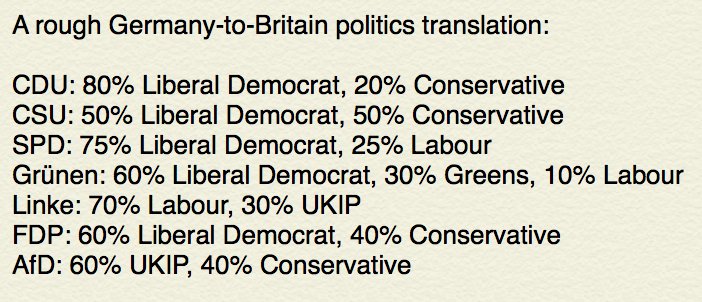 A rough Germany-to-Britain politics translation:
CDU: 80% Liberal Democrat, 20% Conservative
CSU: 50% Liberal Democrat, 50% Conservative
SPD: 75% Liberal Democrat, 25% Labour
Grünen: 60% Liberal Democrat, 30% Greens, 10% Labour
Linke: 70% Labour, 30% UKIP
FDP: 60% Liberal Democrat, 40% Conservative
AfD: 60% UKIP, 40% Conservative